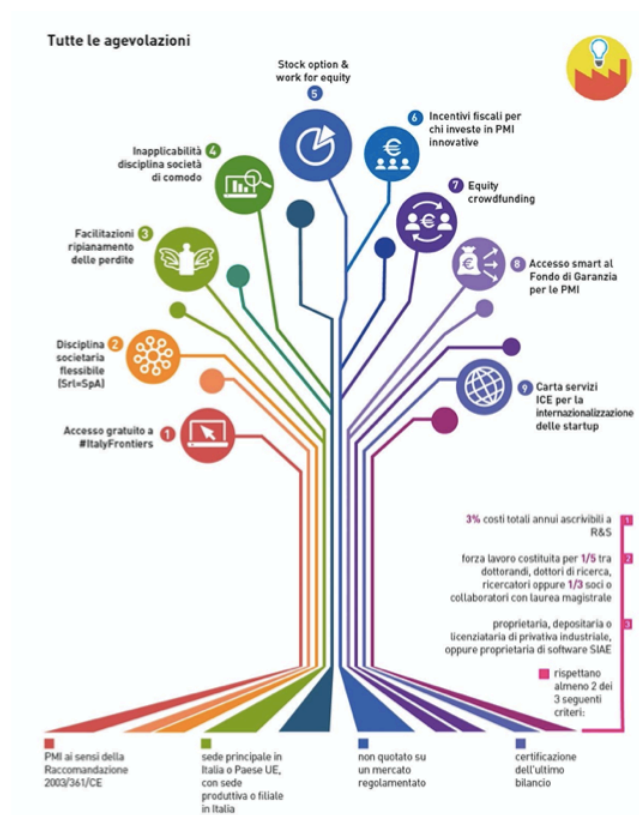 Tutte le agevolazioni
Stock option &
work for equity
5
6
Incentivi fiscali per
chi investe in PMI
innovative
Inapplicabilità
disciplina società
di comodo
4
7
Equity
crowdfunding
Facilitazioni
ripianamento
delle perdite
3
8
Accesso smart al
Fondo di Garanzia
per le PMI
Disciplina
societaria
flessibile
(Srl=SpA)
2
9
Carta servizi
ICE per la
internazionalizzazione
delle startup
Accesso gratuito a
#ItalyFrontiers
1
3% costi totali annui ascrivibili a
R&S
1
forza lavoro costituita per 1/5 tra
dottorandi, dottori di ricerca,
ricercatori oppure 1/3 soci o
collaboratori con laurea magistrale
2
proprietaria, depositaria o
licenziataria di privativa industriale,
oppure proprietaria di software SIAE
3
rispettano
almeno 2 dei
3 seguenti
criteri:
PMI ai sensi della
Raccomandazione
2003/361/CE
sede principale in
Italia o Paese UE,
con sede
produttiva o filiale
in Italia
non quotato su
un mercato
regolamentato
certificazione
dell'ultimo
bilancio